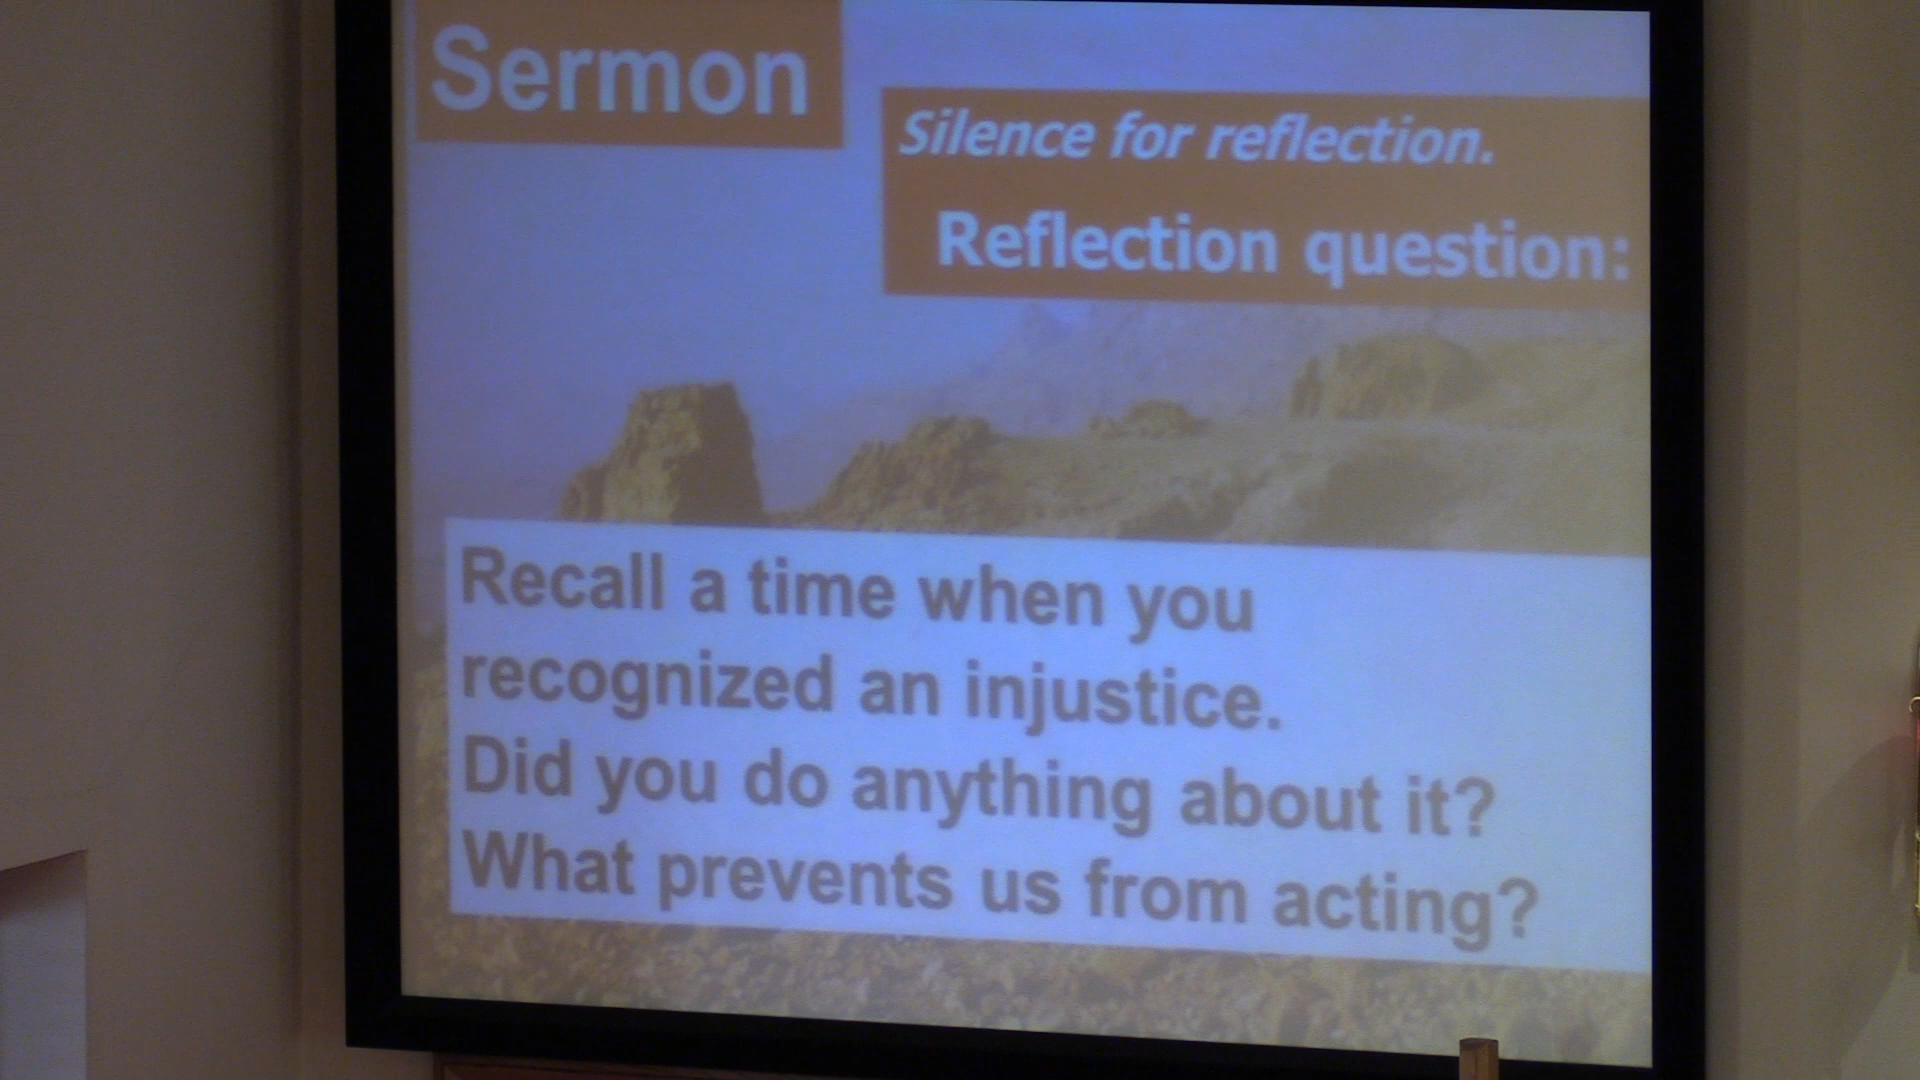 Sermon
Silence for reflection.
Reflection question:
Recall a time when you
recognized an injustice.
Did you do anything about it?
What prevents us from acting?